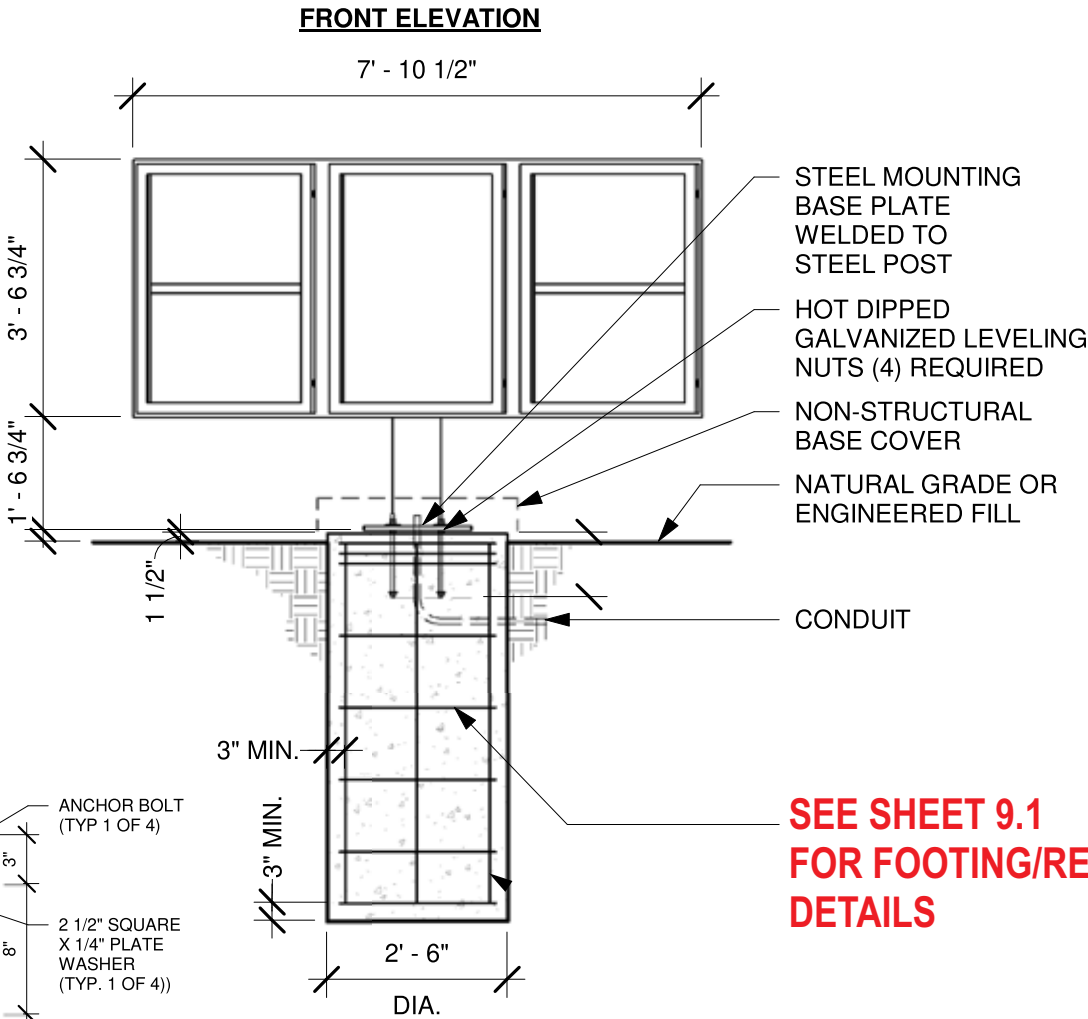 FRONT ELEVATION
7' - 10 1/2"
3' - 6 3/4"
1' - 6 3/4"
1 1/2"
STEEL MOUNTING
BASE PLATE
WELDED TO
STEEL POST
HOT DIPPED
GALVANIZED LEVELING
NUTS (4) REQUIRED
NON-STRUCTURAL
BASE COVER
NATURAL GRADE OR
ENGINEERED FILL
CONDUIT
3" MIN.
3" MIN.
SEE SHEET 9.1
FOR FOOTING/RE
DETAILS
ANCHOR BOLT
(TYP 1 OF 4)
3"
2 1/2" SQUARE
X 1/4" PLATE
WASHER
(TYP. 1 OF 4))
8"
2' - 6"
DIA.